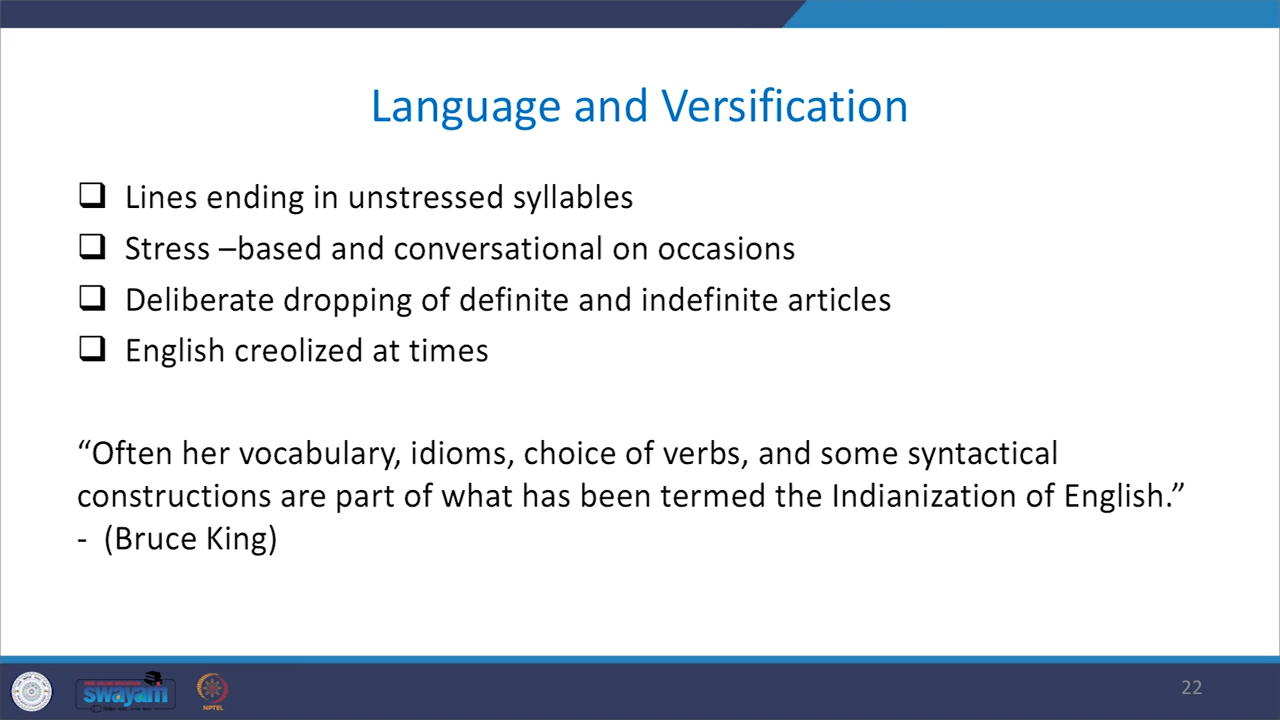 Language and Versification
Lines ending in unstressed syllables
Stress –based and conversational on occasions
Deliberate dropping of definite and indefinite articles
English creolized at times
“Often her vocabulary, idioms, choice of verbs, and some syntactical
constructions are part of what has been termed the Indianization of English.”
- (Bruce King)
swayam
NPTEL
22